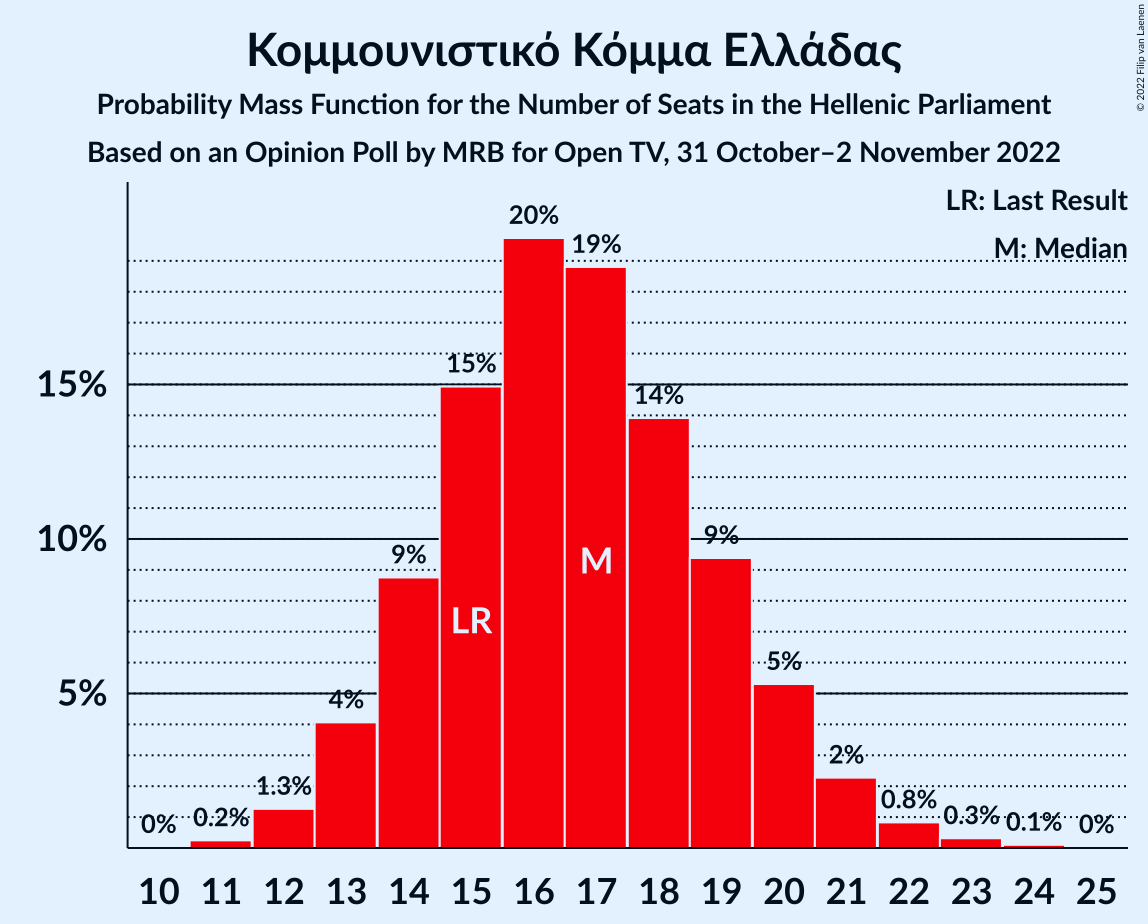 Κομμουνιστικό Κόμμα Ελλάδας
Probability Mass Function for the Number of Seats in the Hellenic Parliament
Based on an Opinion Poll by MRB for Open TV, 31 October–2 November 2022
© 2022 Filip van Laenen
LR: Last Result
M: Median
20%
19%
15%
15%
14%
10%
9%
9%
M
LR
5%
5%
4%
2%
1.3%
0.8%
0%
0.2%
0.3%
0.1%
0%
10 11 12 13 14 15 16 17 18 19 20 21 22 23 24 25